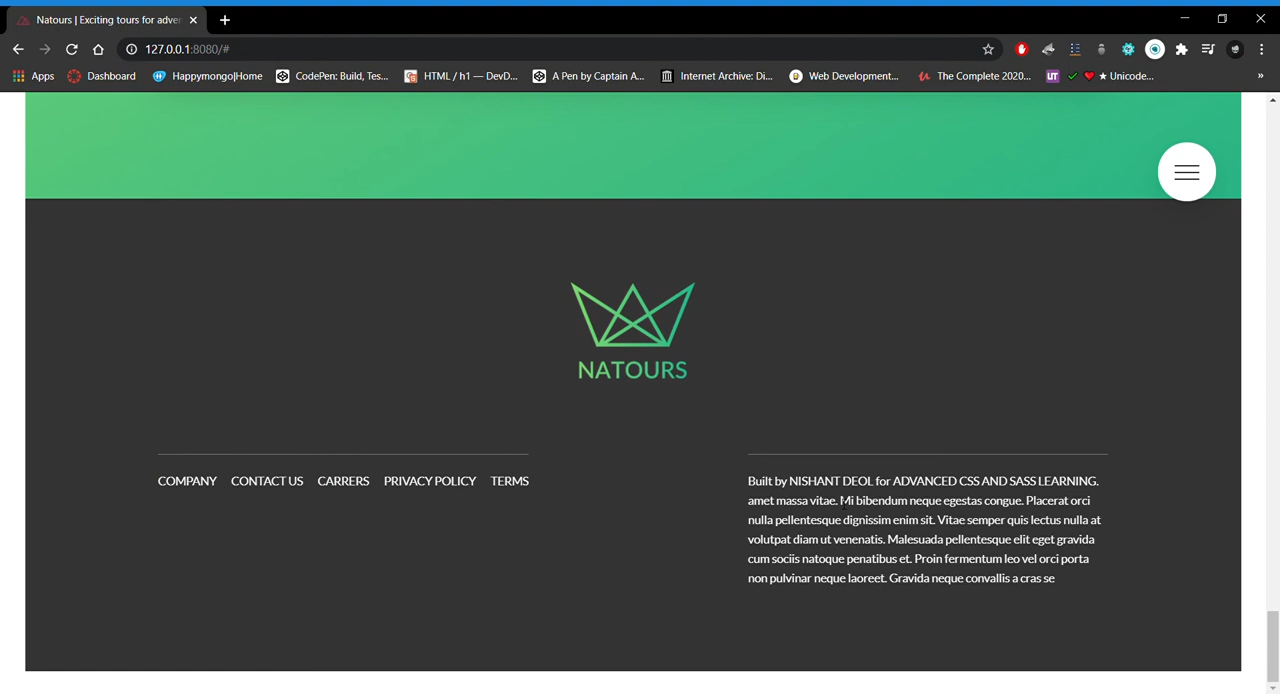 Natours | Exciting tours for adven
127.0.0.1:8080/#
Apps
Dashboard
Happymongo|Home
CodePen: Build, Tes...
HTML / h1 — DevD...
A Pen by Captain A...
Internet Archive: Di...
Web Development...
The Complete 2020...
UT
★ Unicode...
»
NATOURS
COMPANY CONTACT US CARRERS PRIVACY POLICY TERMS
Built by NISHANT DEOL for ADVANCED CSS AND SASS LEARNING.
amet massa vitae. Mi bibendum neque egestas congue. Placerat orci
nulla pellentesque dignissim enim sit. Vitae semper quis lectus nulla at
volutpat diam ut venenatis. Malesuada pellentesque elit eget gravida
cum sociis natoque penatibus et. Proin fermentum leo vel orci porta
non pulvinar neque laoreet. Gravida neque convallis a cras se